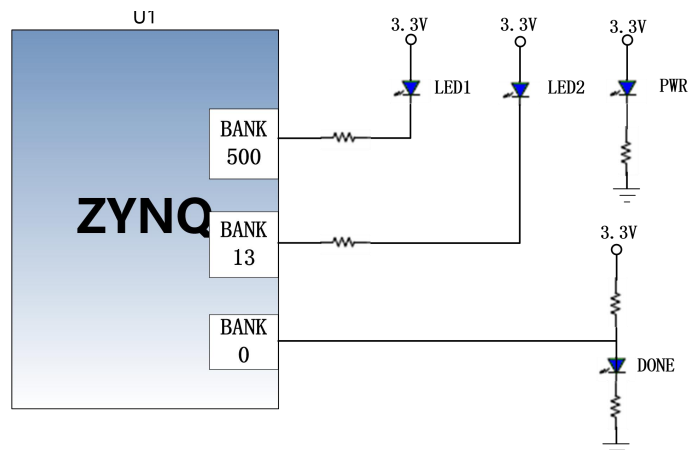 U1
3.3V
3.3V
3.3V
LED1
LED2
PWR
BANK
500
ZYNQ
BANK
13
3.3V
BANK
0
DONE